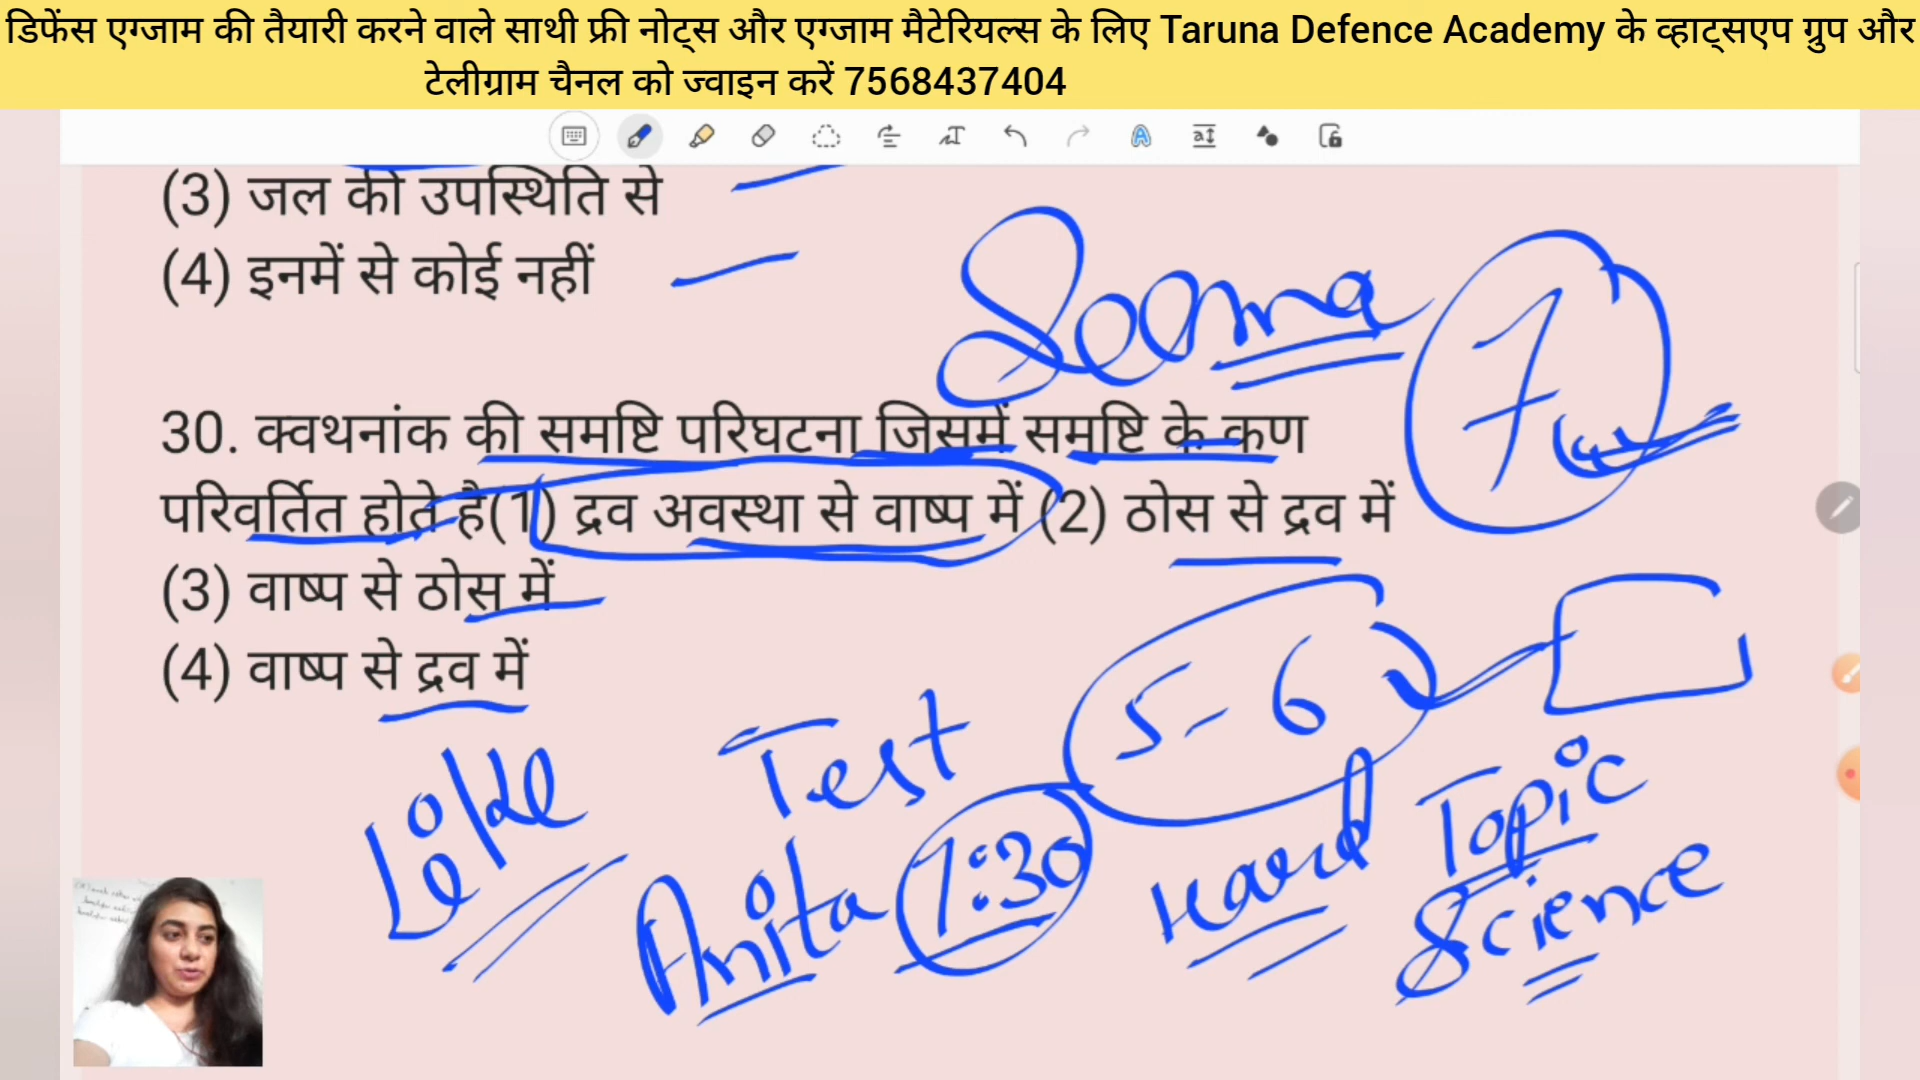 डिफेंस एग्जाम की तैयारी करने वाले साथी फ्री नोट्स और एग्जाम मैटेरियल्स के लिए Taruna Defence Academy के व्हाट्सएप ग्रुप और
टेलीग्राम चैनल को ज्वाइन करें 7568437404
(3) जल की उपस्थिति से
(4) इनमें से कोई नहीं
Seema
7
30. क्वथनांक की समष्टि परिघटना जिसमें समष्टि के कण
परिवर्तित होते है(1) द्रव अवस्था से वाष्प में (2) ठोस से द्रव में
(3) वाष्प से ठोस में
(4) वाष्प से द्रव में
5-6
Like
Test
Anita 1:30
Hard Topic
Science